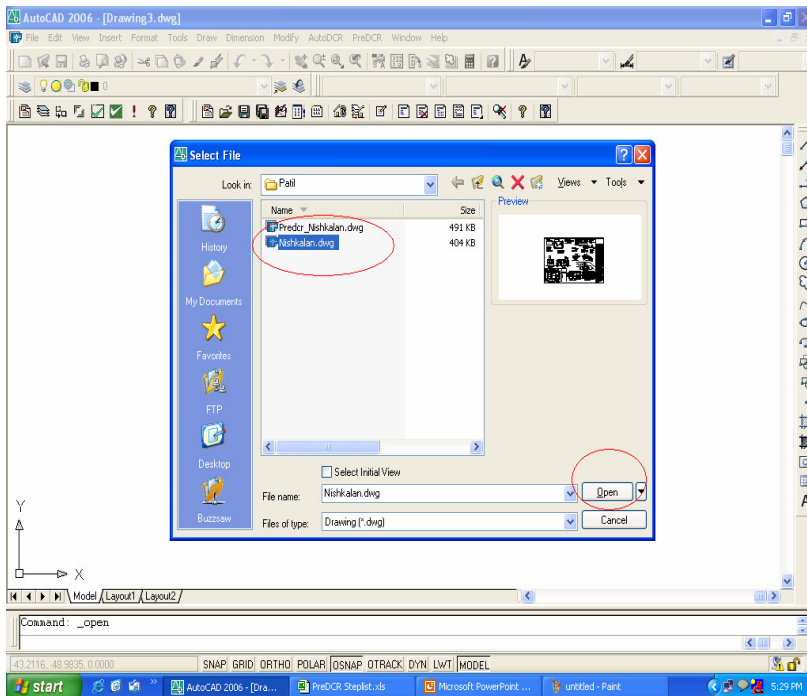 AutoCAD 2006 - [Drawing3.dwg]
File Edit View Insert Format Tools Draw Dimension Modify AutoDCR PreDCR Window Help
0
Select File
Look in: Patil Views Tools
Name Size Preview
Predcr_Nishkalan.dwg 491 KB
Nishkalan.dwg 404 KB
History
My Documents
Favorites
FTP
Desktop
Buzzsaw
Select Initial View
File name: Nishkalan.dwg Open
Files of type: Drawing (*.dwg) Cancel
Y
X
Model Layout1 Layout2
Command: _open
-43.2116, -48.9835, 0.0000 SNAP GRID ORTHO POLAR OSNAP OTRACK DYN LWT MODEL
start AutoCAD 2006 - [Dra... PreDCR Steplist.xls Microsoft PowerPoint ... untitled - Paint 5:29 PM